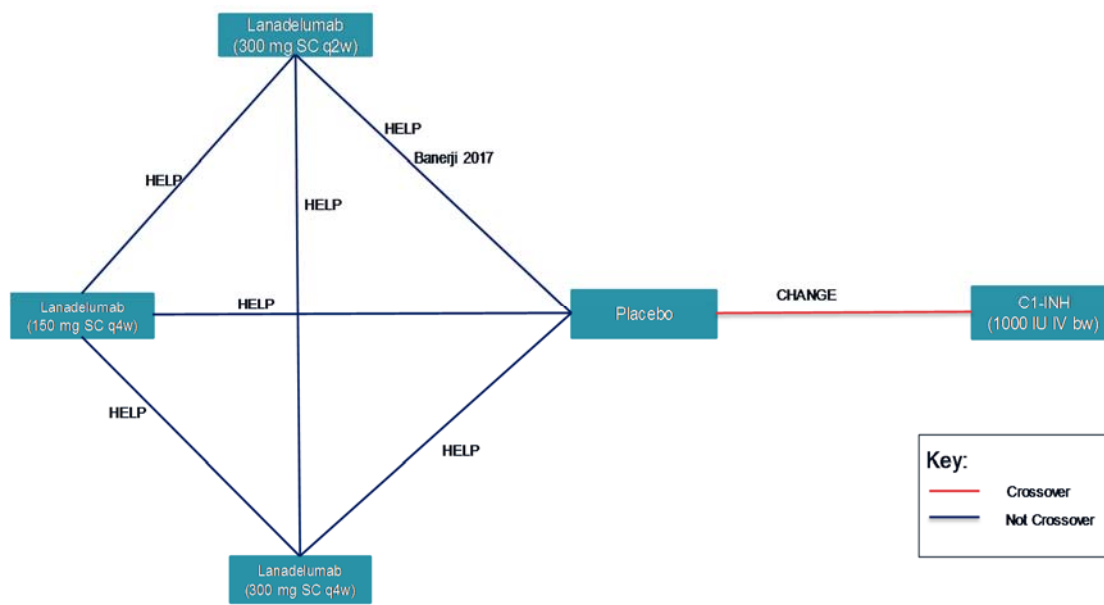 Lanadelumab
(300 mg SC q2w)
HELP
Banerji 2017
HELP
HELP
Lanadelumab
(150 mg SC q4w)
HELP
Placebo
CHANGE
C1-INH
(1000 IU IV bw)
HELP
HELP
Lanadelumab
(300 mg SC q4w)
Key:
Crossover
Not Crossover